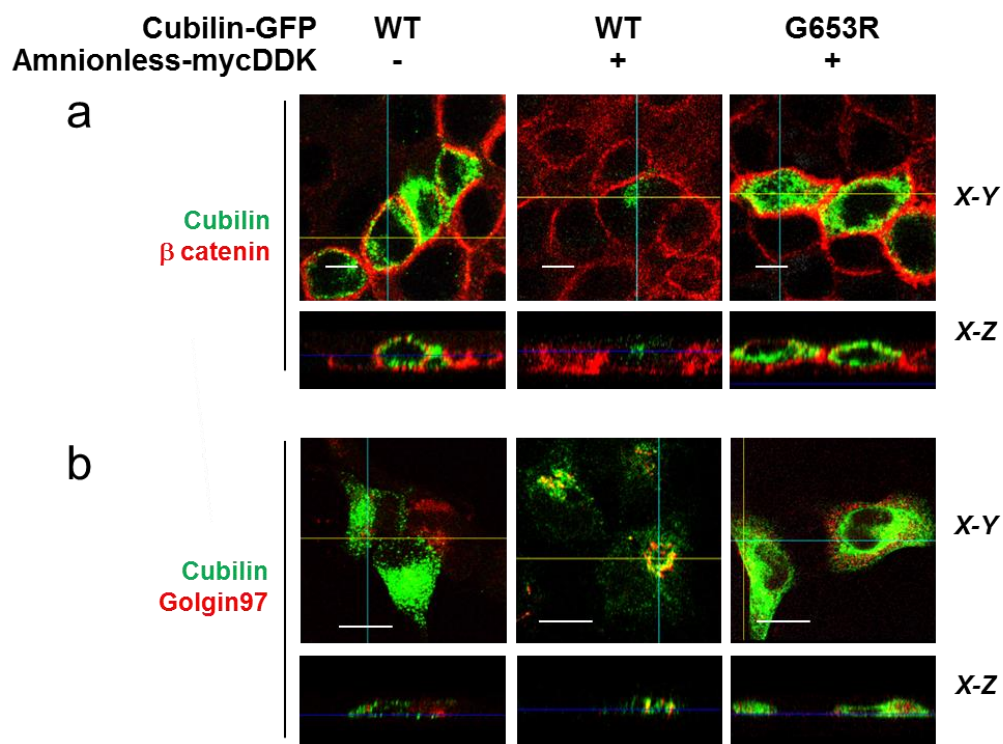 Cubilin-GFP WT WT G653R
Amnionless-mycDDK - + +
a
X-Y
Cubilin
β catenin
X-Z
b
X-Y
Cubilin
Golgin97
X-Z